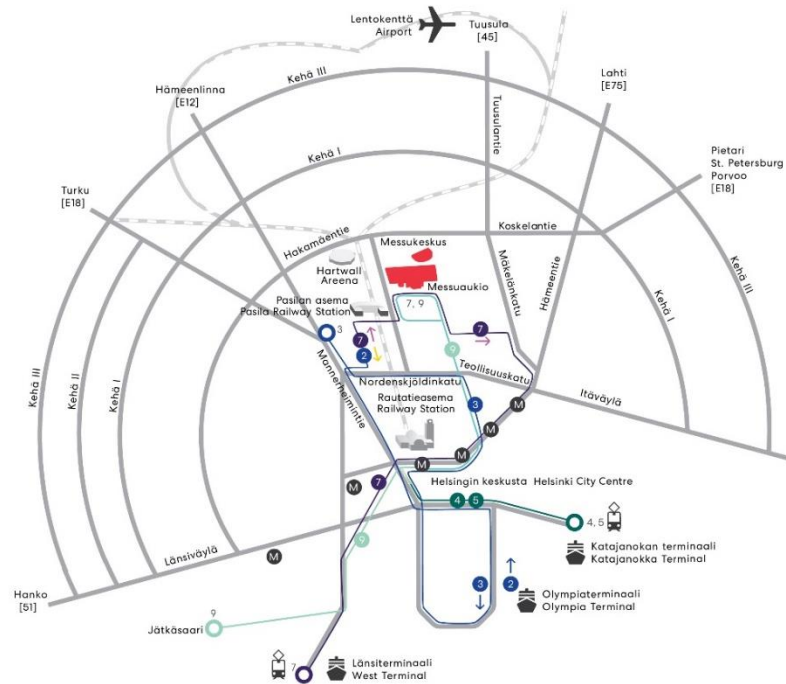 Lentokenttä
Airport
Tuusula
[45]
Lahti
[E75]
Hämeenlinna
[E12]
Kehä III
Kehä I
Tuusulantie
Pietari
St. Petersburg
Porvoo
[E18]
Turku
[E18]
Koskelantie
Hakamäentie
Messukeskus
Hartwall
Areena
Messuaukio
Mäkelänkatu
Hämeentie
Kehä I
Kehä III
Pasilan asema
Pasila Railway Station
7, 9
3
7
2
7
9
Teollisuuskatu
Itäväylä
Kehä III
Kehä II
Kehä I
Mannerheimintie
Nordenskjöldinkatu
Rautatieasema
Railway Station
3
M
M
M
M
M
7
Helsingin keskusta Helsinki City Centre
4 5
4, 5
Katajanokan terminaali
Katajanokka Terminal
9
Länsiväylä
M
Hanko
[51]
3
2
Olympiaterminaali
Olympia Terminal
9
Jätkäsaari
7
Länsiterminaali
West Terminal